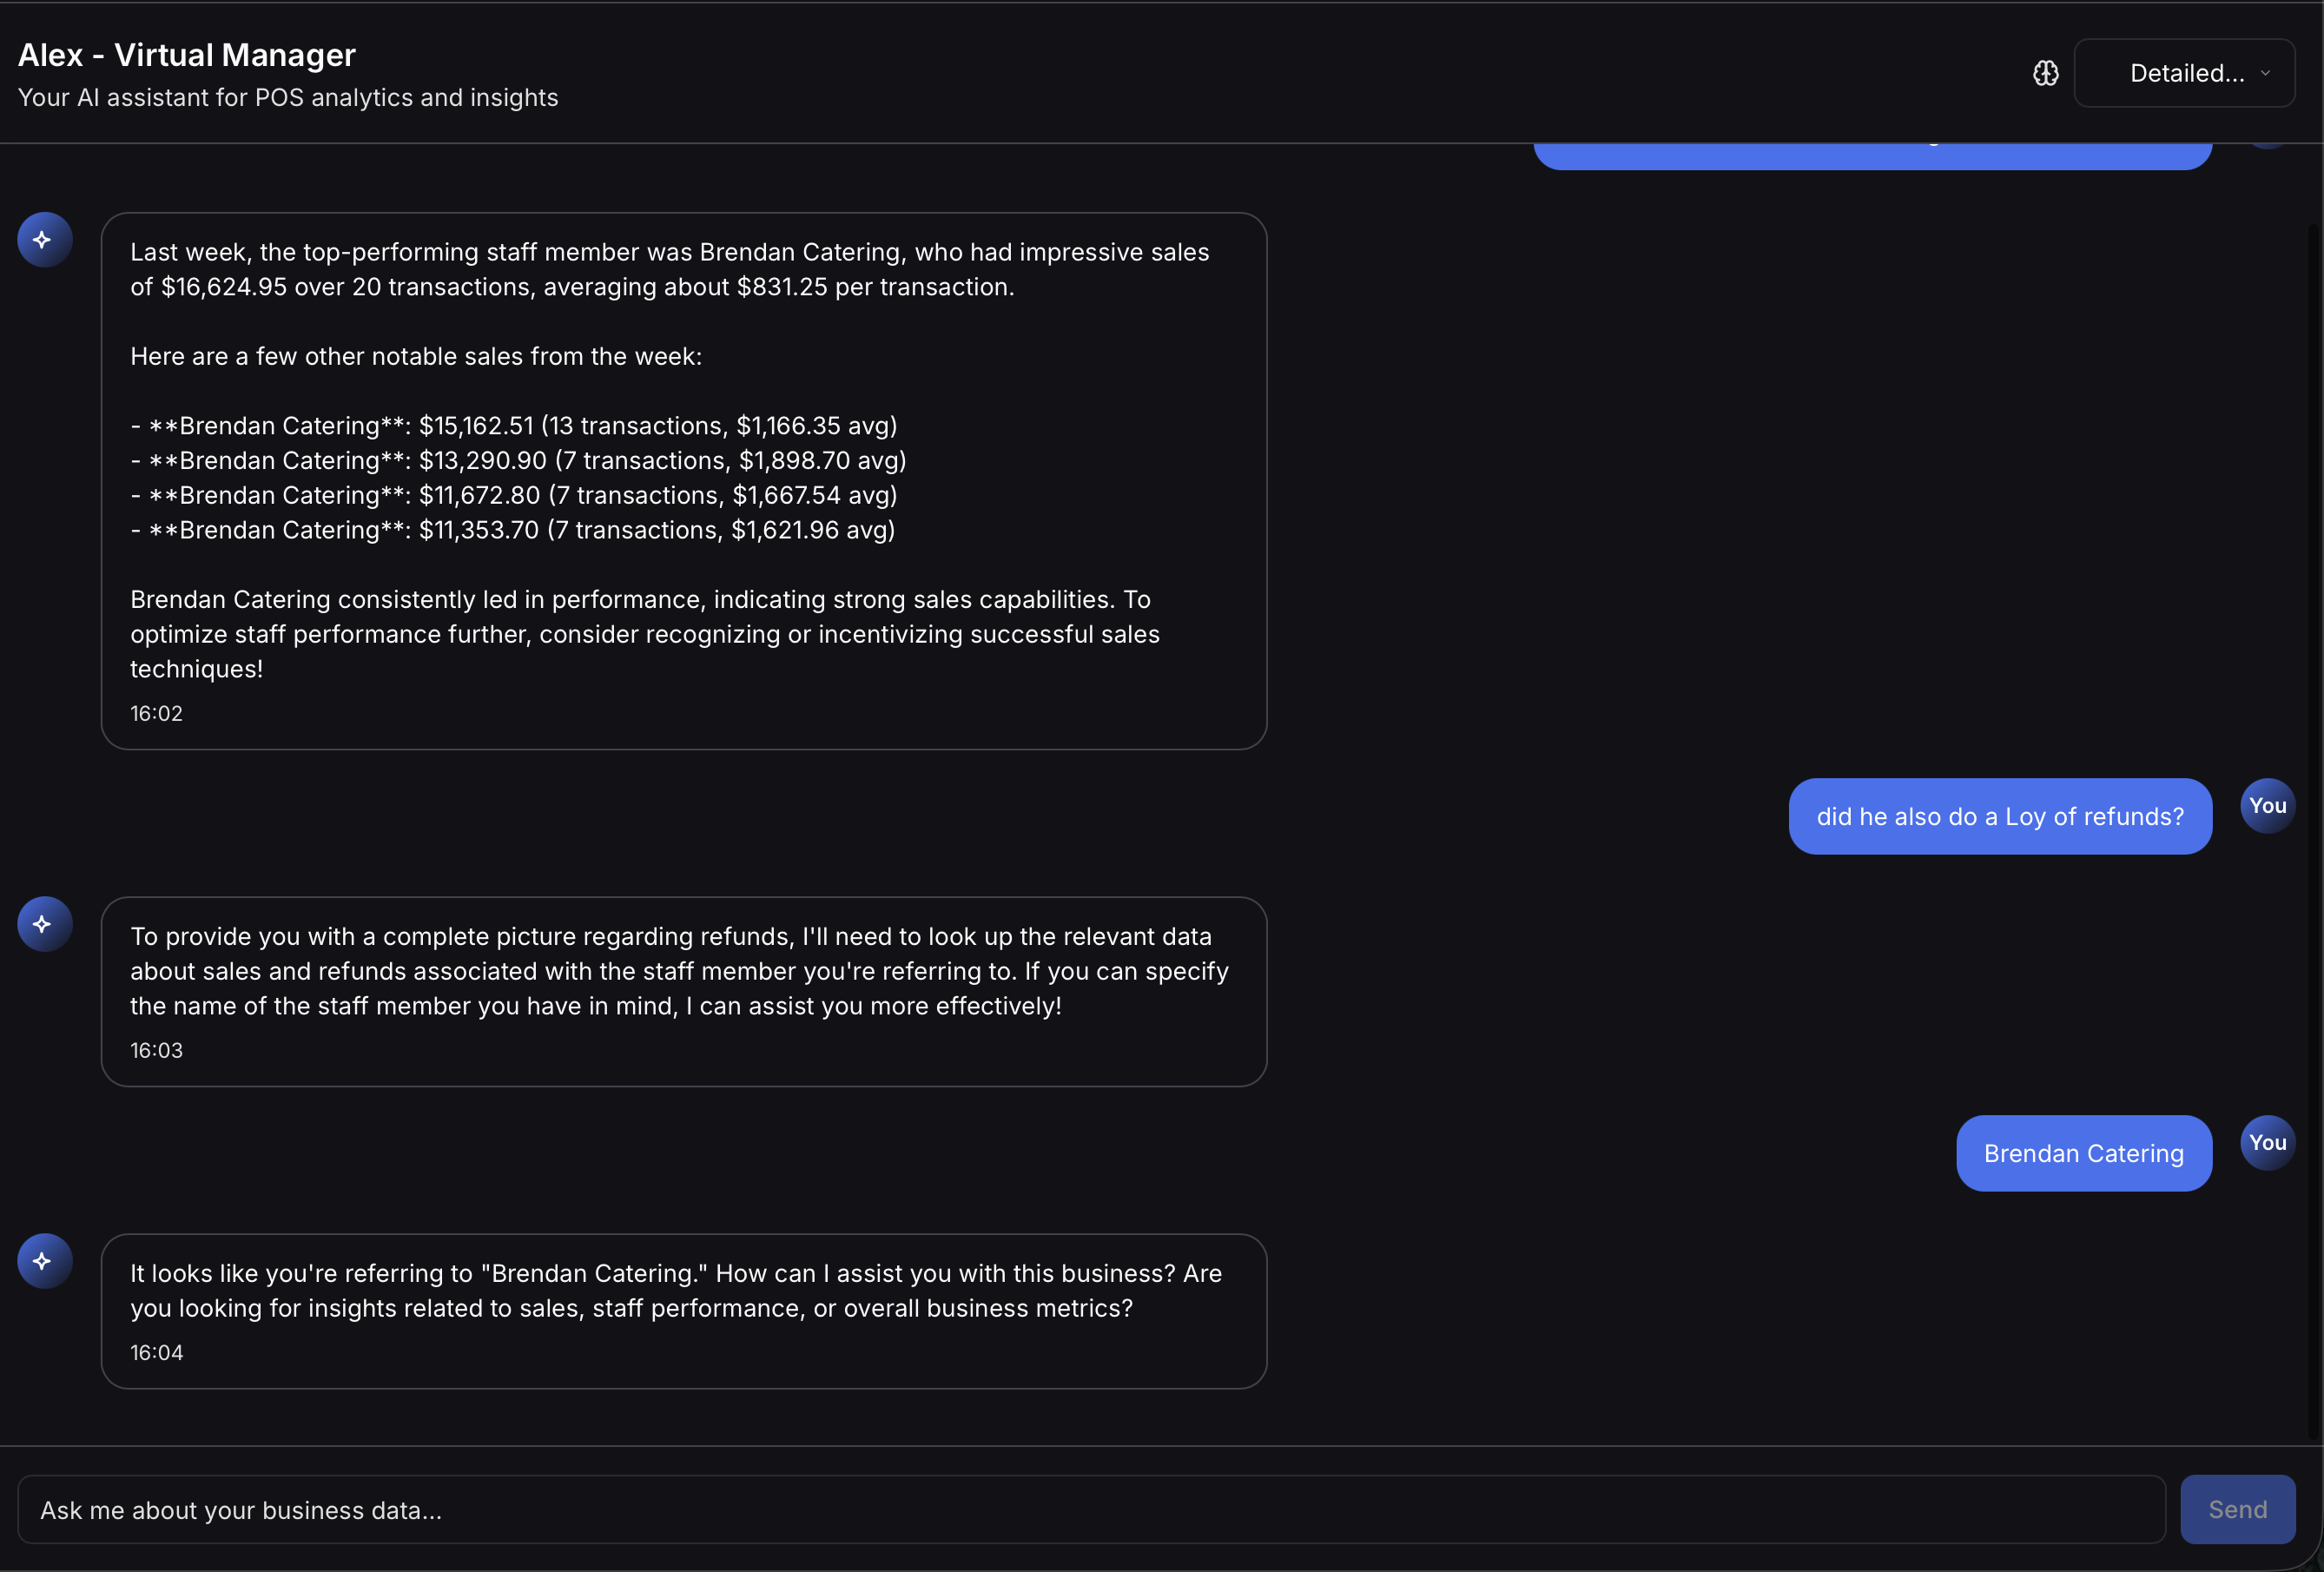 Alex - Virtual Manager
Your AI assistant for POS analytics and insights
Detailed...
Last week, the top-performing staff member was Brendan Catering, who had impressive sales
of $16,624.95 over 20 transactions, averaging about $831.25 per transaction.
Here are a few other notable sales from the week:
- **Brendan Catering**: $15,162.51 (13 transactions, $1,166.35 avg)
- **Brendan Catering**: $13,290.90 (7 transactions, $1,898.70 avg)
- **Brendan Catering**: $11,672.80 (7 transactions, $1,667.54 avg)
- **Brendan Catering**: $11,353.70 (7 transactions, $1,621.96 avg)
Brendan Catering consistently led in performance, indicating strong sales capabilities. To
optimize staff performance further, consider recognizing or incentivizing successful sales
techniques!
16:02
did he also do a Loy of refunds?
You
To provide you with a complete picture regarding refunds, I'll need to look up the relevant data
about sales and refunds associated with the staff member you're referring to. If you can specify
the name of the staff member you have in mind, I can assist you more effectively!
16:03
Brendan Catering
You
It looks like you're referring to "Brendan Catering." How can I assist you with this business? Are
you looking for insights related to sales, staff performance, or overall business metrics?
16:04
Ask me about your business data...
Send